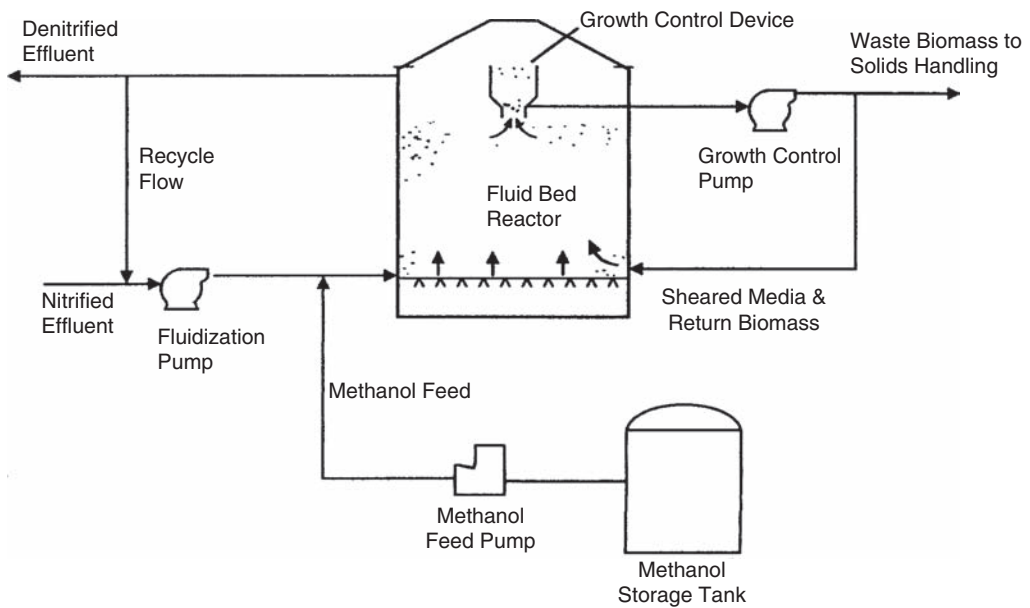 Denitrified
Effluent
Growth Control Device
Waste Biomass to
Solids Handling
Recycle
Flow
Growth Control
Pump
Fluid Bed
Reactor
Nitrified
Effluent
Fluidization
Pump
Sheared Media &
Return Biomass
Methanol Feed
Methanol
Feed Pump
Methanol
Storage Tank